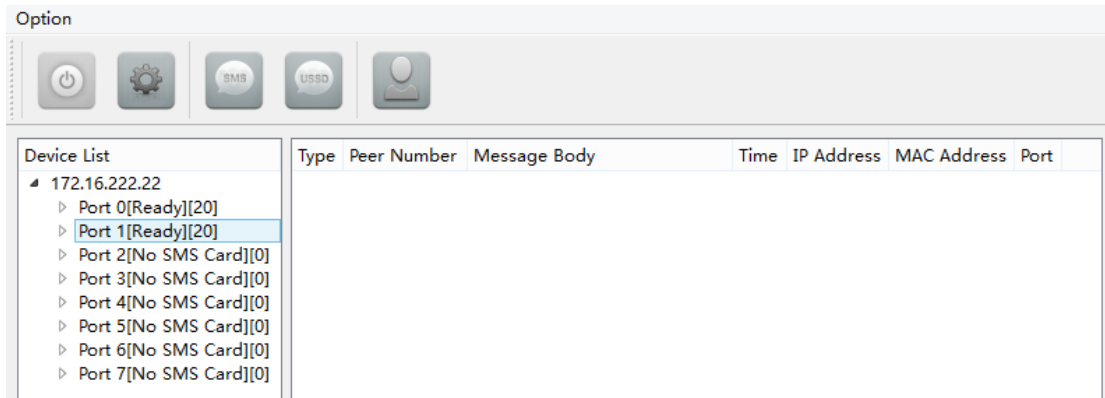 Option
SMS USSD
Device List
Type Peer Number Message Body Time IP Address MAC Address Port
172.16.222.22
Port 0[Ready][20]
Port 1[Ready][20]
Port 2[No SMS Card][0]
Port 3[No SMS Card][0]
Port 4[No SMS Card][0]
Port 5[No SMS Card][0]
Port 6[No SMS Card][0]
Port 7[No SMS Card][0]